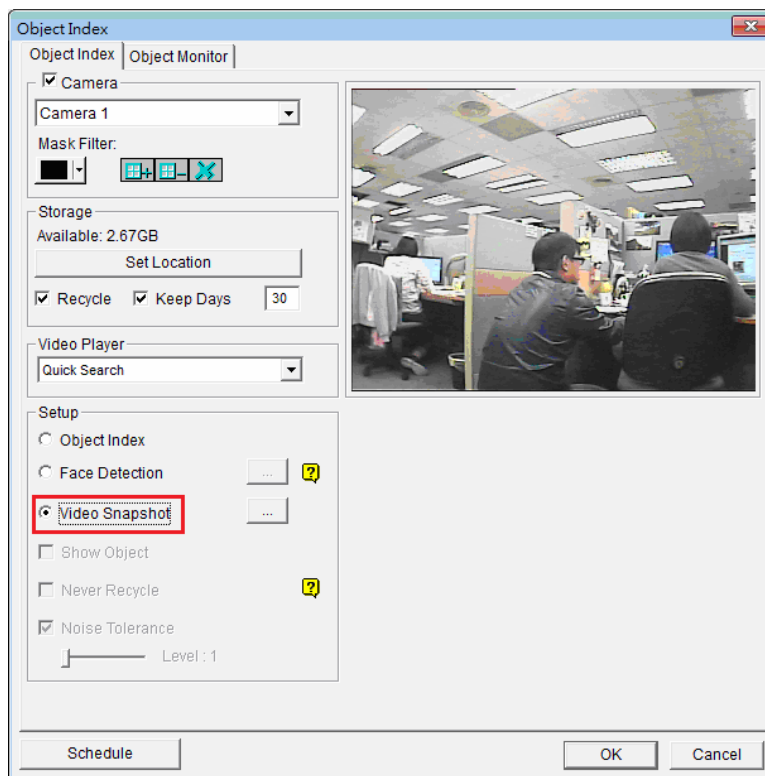 Object Index
Object Index Object Monitor
Camera
Camera 1
Mask Filter:
Storage
Available: 2.67GB
Set Location
Recycle Keep Days 30
Video Player
Quick Search
Setup
Object Index
Face Detection ... ?
Video Snapshot ...
Show Object
Never Recycle ?
Noise Tolerance
Level : 1
Schedule OK Cancel